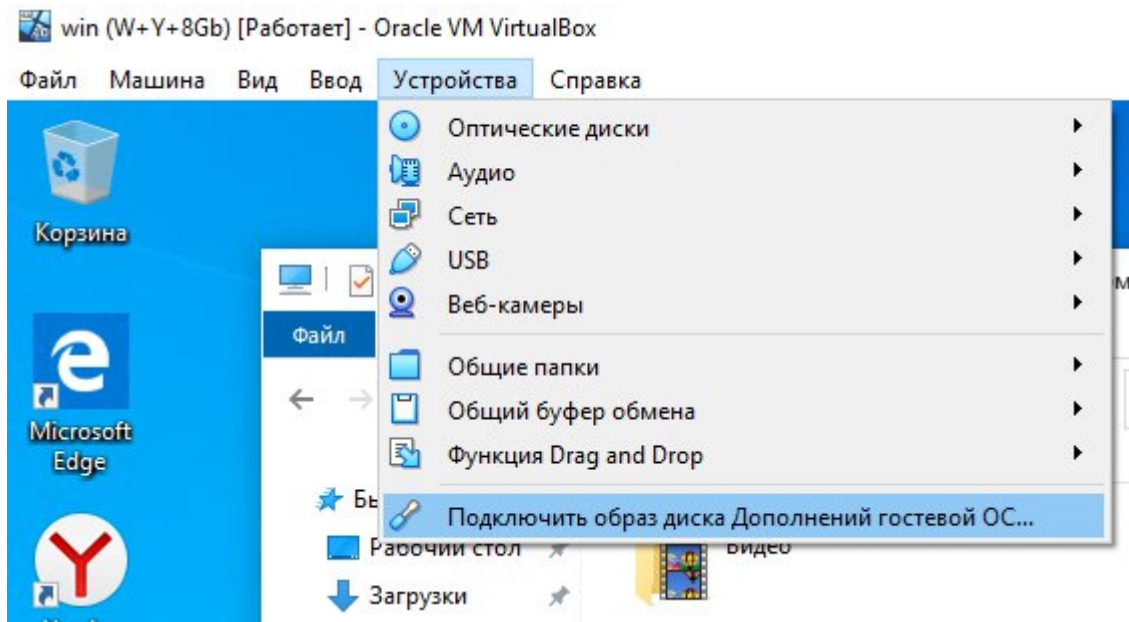 win (W+Y+8Gb) [Работает] - Oracle VM VirtualBox
Файл Машина Вид Ввод Устройства Справка
Оптические диски
Аудио
Сеть
USB
Веб-камеры
Общие папки
Общий буфер обмена
Функция Drag and Drop
Подключить образ диска Дополнений гостевой ОС...
Корзина
Microsoft
Edge
Файл
Рабочий стол
Загрузки
Видео